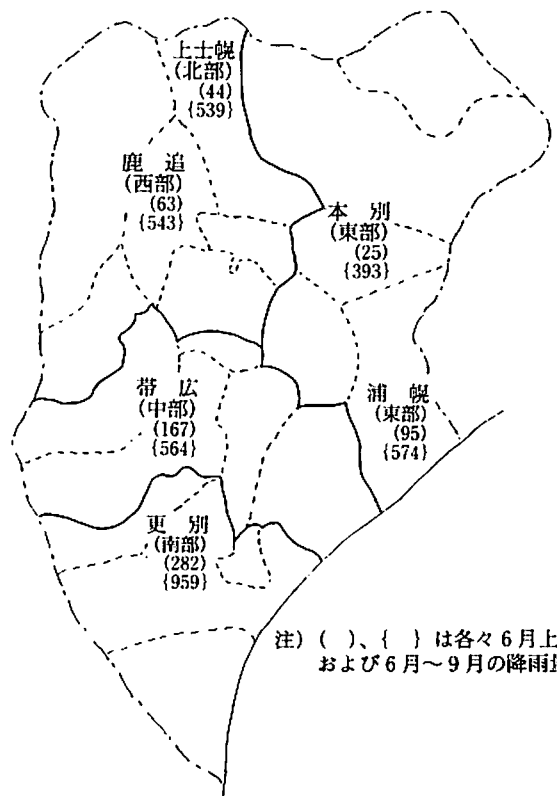 上士幌
(北部)
(44)
{539}
鹿 追
(西部)
(63)
{543}
本 別
(東部)
(25)
{393}
帯 広
(中部)
(167)
{564}
浦 幌
(東部)
(95)
{574}
更 別
(南部)
(282)
{959}
注) ( )、{ } は各々6月上
および6月〜9月の降雨